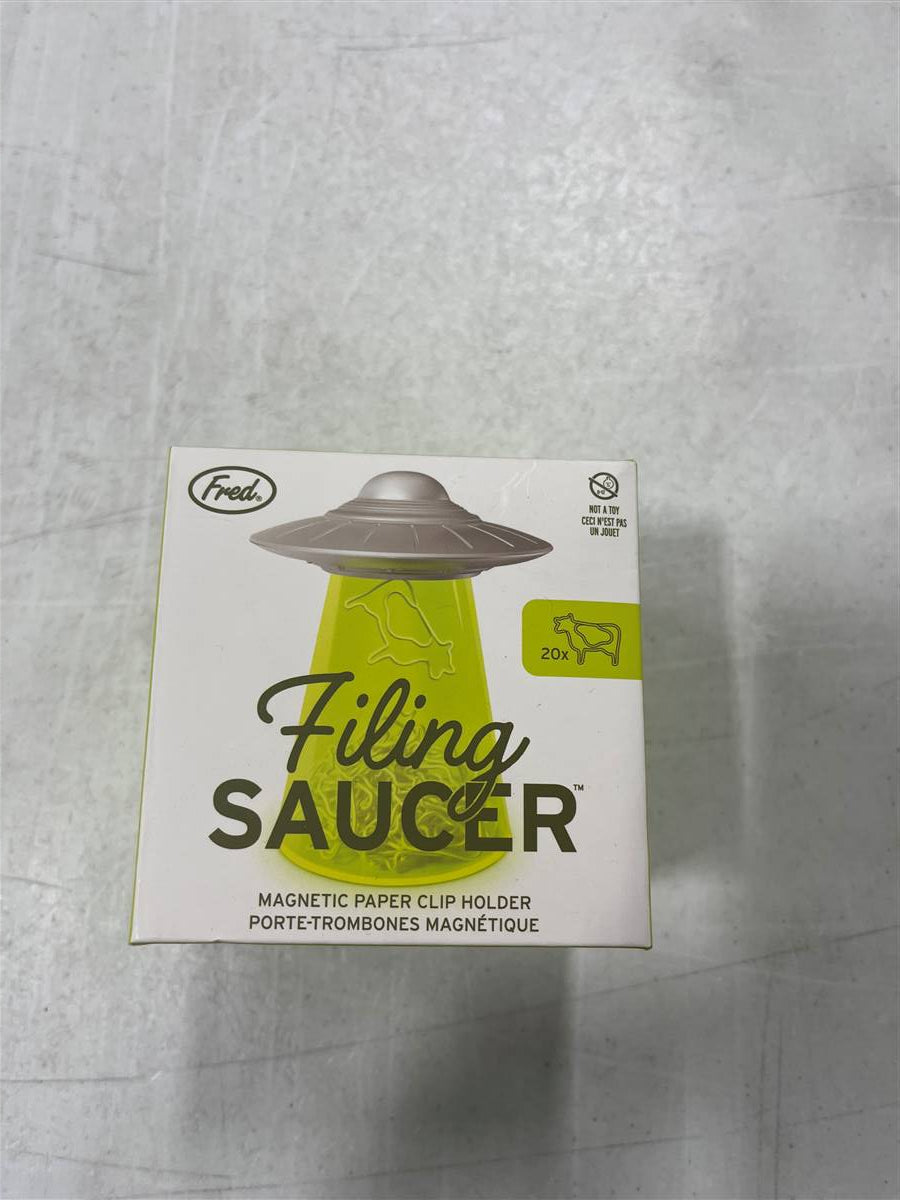 Fred®
NOT A TOY
CECI N'EST PAS
UN JOUET
20x
Filing
SAUCER™
MAGNETIC PAPER CLIP HOLDER
PORTE-TROMBONES MAGNÉTIQUE